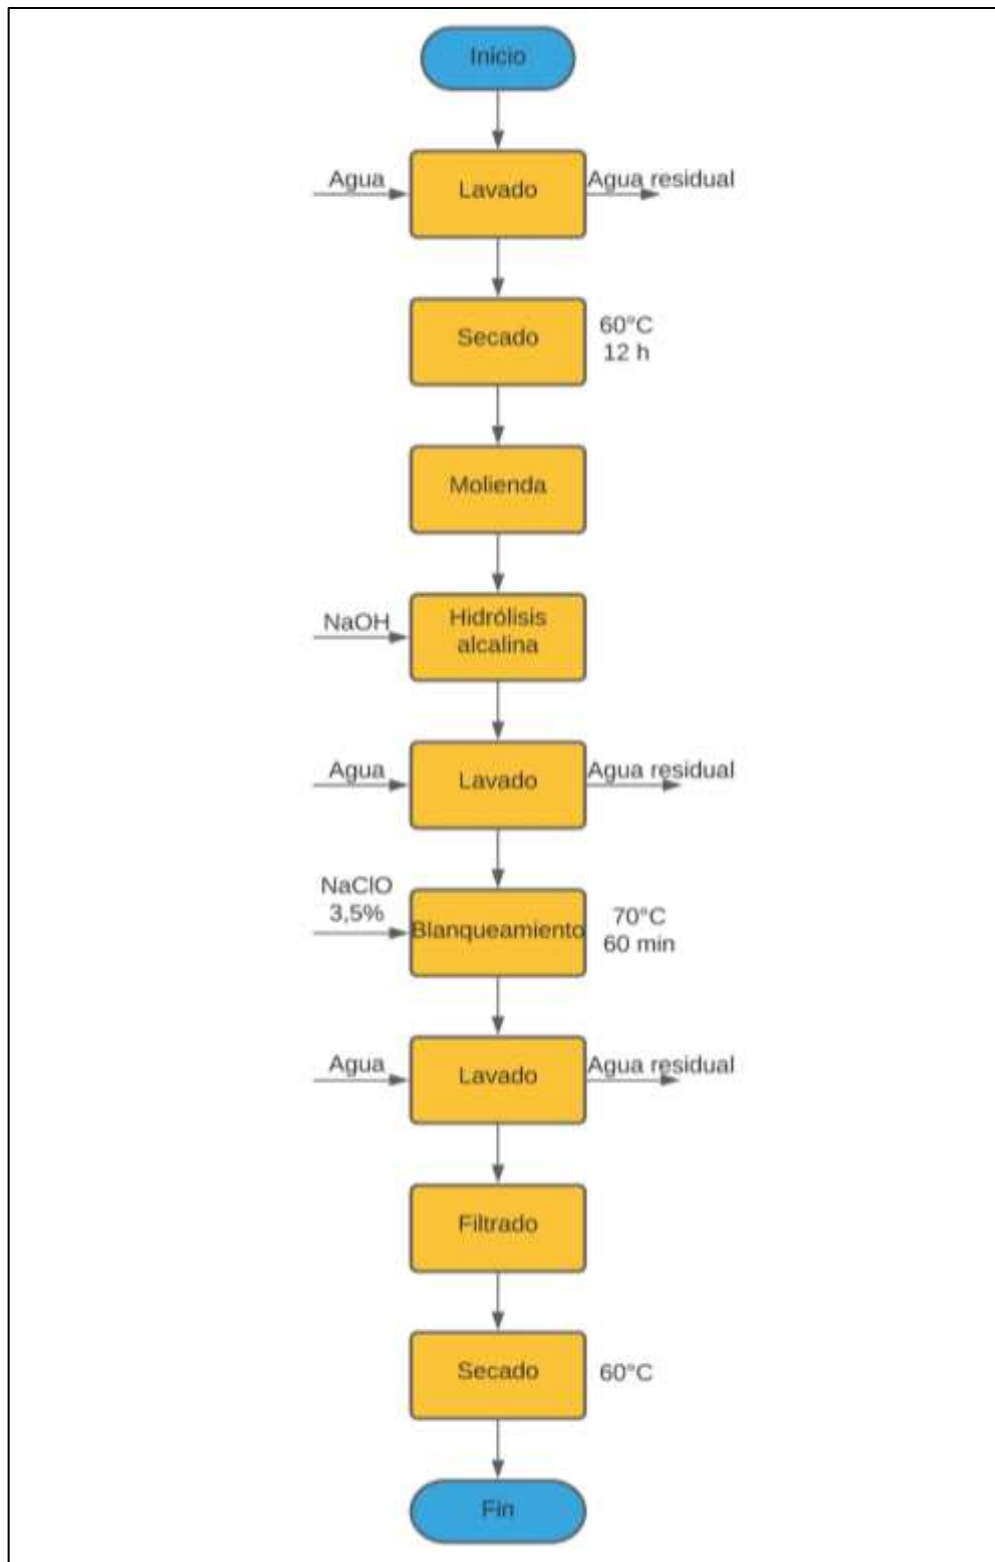 Inicio
Agua
Lavado
Agua residual
Secado
60°C
12 h
Molienda
NaOH
Hidrólisis
alcalina
Agua
Lavado
Agua residual
NaClO
3,5%
Blanqueamiento
70°C
60 min
Agua
Lavado
Agua residual
Filtrado
Secado
60°C
Fin